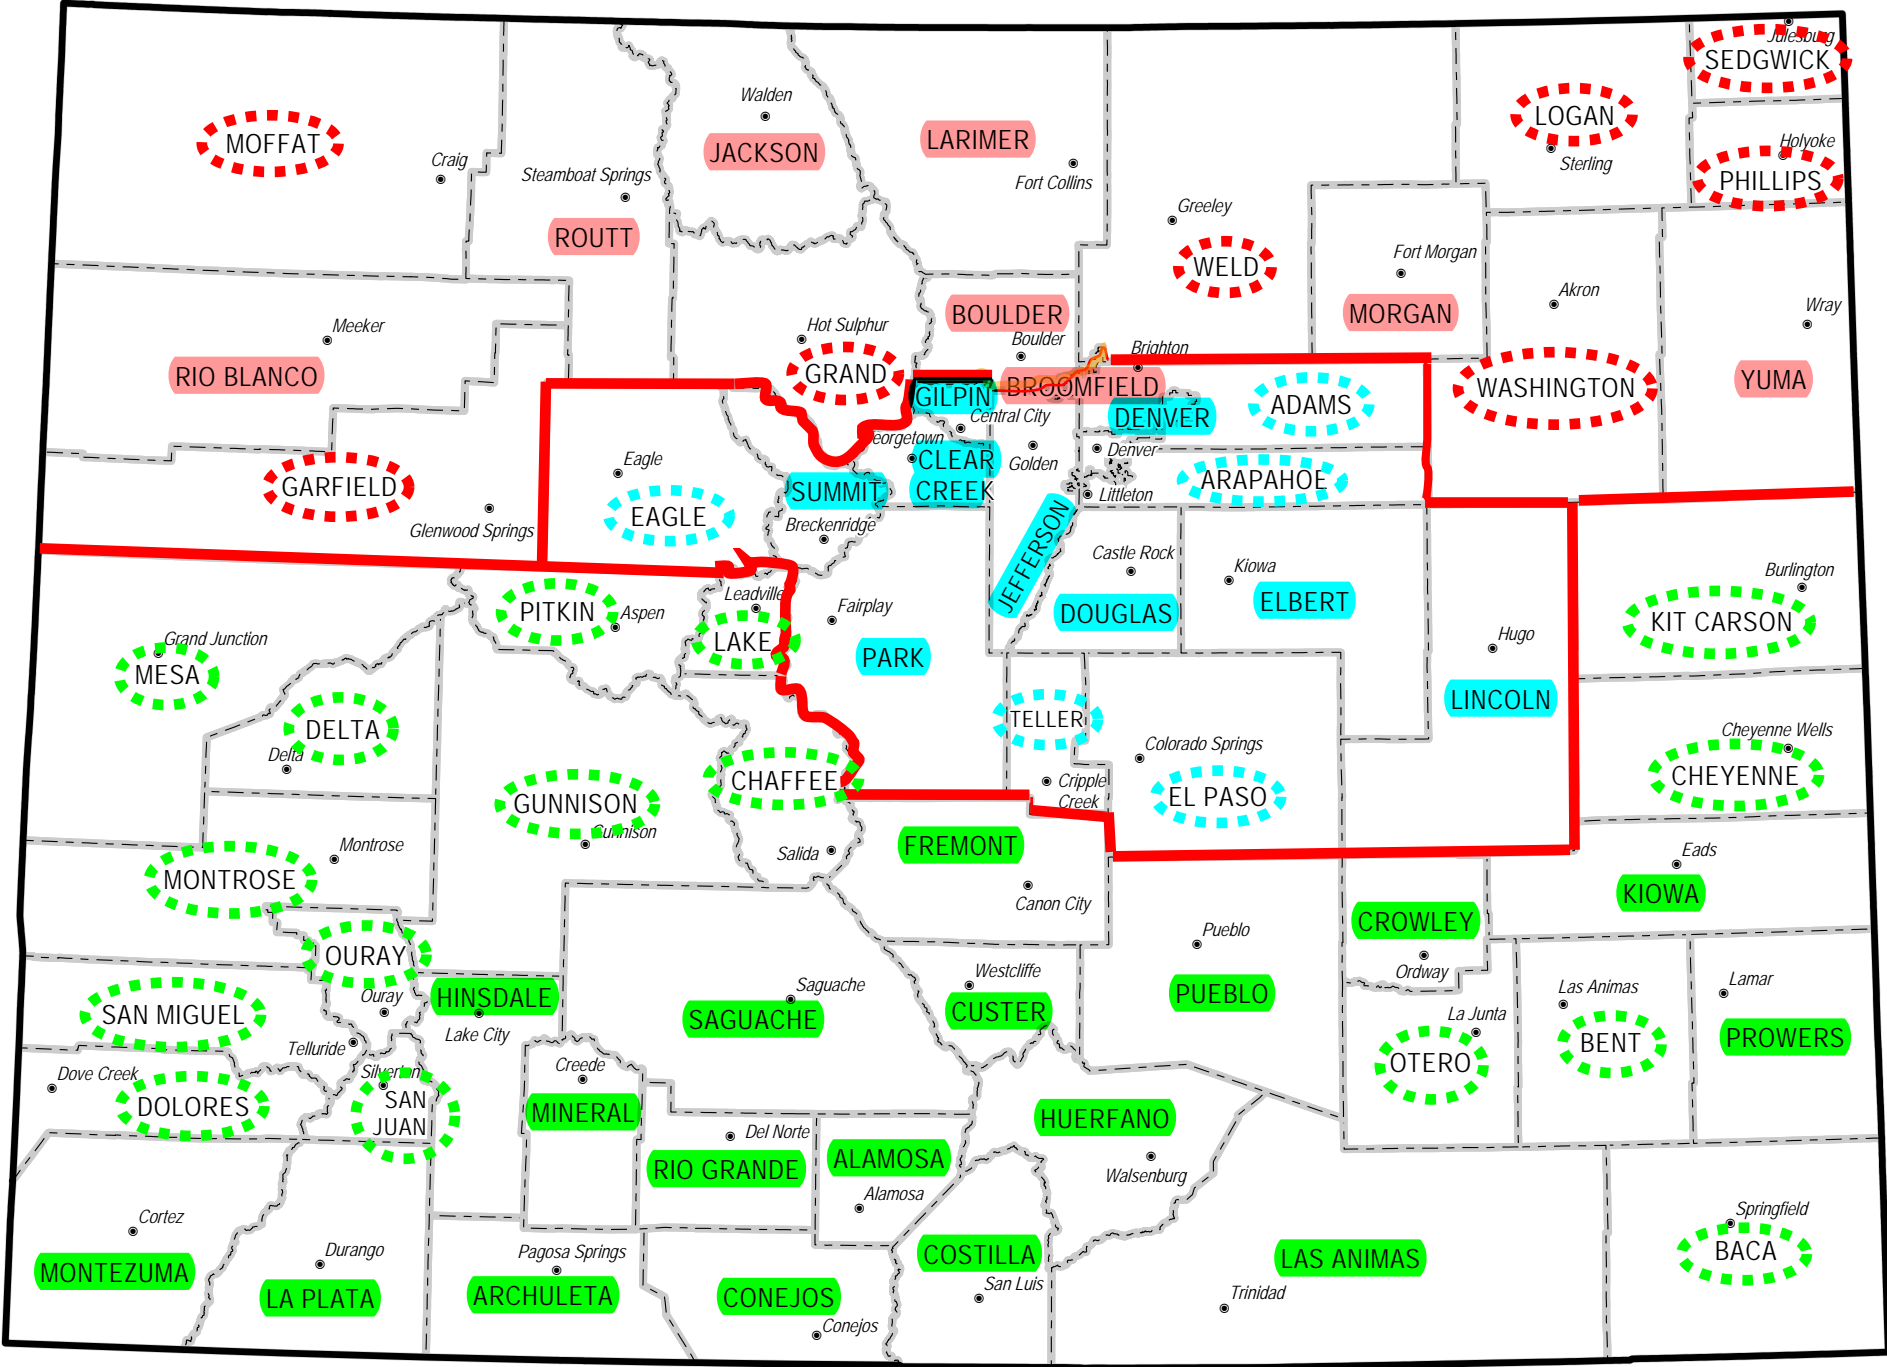 Julesburg
SEDGWICK
Walden
LOGAN
MOFFAT
JACKSON
LARIMER
Holyoke
Craig
Steamboat Springs
Fort Collins
Sterling
PHILLIPS
Greeley
ROUTT
WELD
Fort Morgan
Akron
Wray
Meeker
Hot Sulphur
BOULDER
MORGAN
Boulder
Brighton
RIO BLANCO
GRAND
GILPIN
BROOMFIELD
WASHINGTON
YUMA
Central City
DENVER
ADAMS
eorgetown
Golden
Denver
Eagle
CLEAR
CREEK
GARFIELD
SUMMIT
Littleton
ARAPAHOE
EAGLE
Glenwood Springs
Breckenridge
JEFFERSON
Castle Rock
Kiowa
Burlington
PITKIN
Aspen
Leadville
Fairplay
DOUGLAS
ELBERT
KIT CARSON
Grand Junction
LAKE
Hugo
MESA
PARK
LINCOLN
DELTA
TELLER
Cheyenne Wells
Delta
Colorado Springs
CHAFFEE
Cripple
Creek
CHEYENNE
GUNNISON
EL PASO
Gunnison
Montrose
Salida
FREMONT
Eads
MONTROSE
Canon City
KIOWA
CROWLEY
OURAY
Pueblo
Ordway
Ouray
HINSDALE
Saguache
Westcliffe
PUEBLO
Las Animas
Lamar
SAN MIGUEL
Lake City
SAGUACHE
CUSTER
La Junta
BENT
PROWERS
Telluride
Dove Creek
Silverton
Creede
OTERO
DOLORES
SAN
JUAN
MINERAL
HUERFANO
Del Norte
RIO GRANDE
ALAMOSA
Walsenburg
Cortez
Alamosa
Springfield
Durango
Pagosa Springs
COSTILLA
LAS ANIMAS
BACA
MONTEZUMA
LA PLATA
ARCHULETA
CONEJOS
San Luis
Trinidad
Conejos